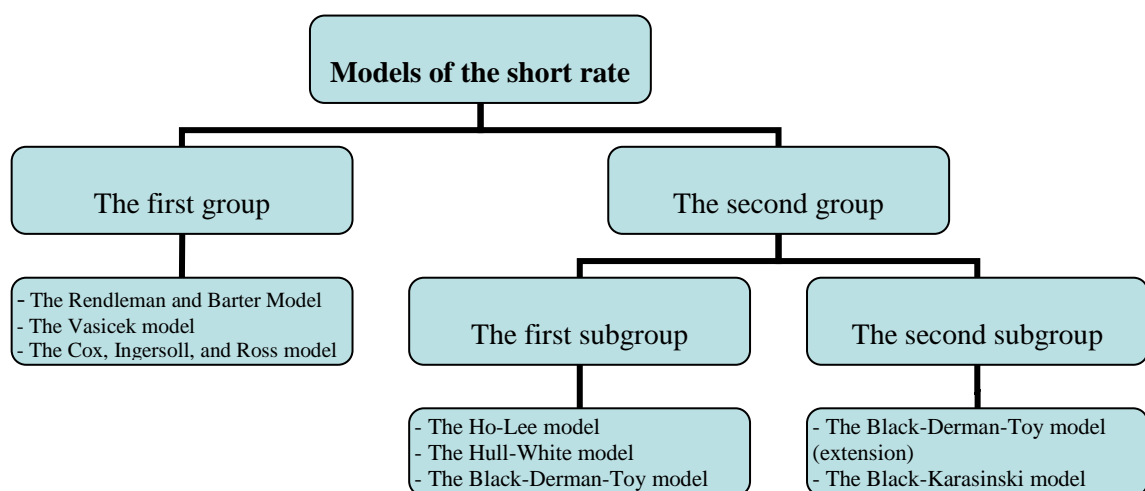 Models of the short rate
The first group
The second group
- The Rendleman and Barter Model
- The Vasicek model
- The Cox, Ingersoll, and Ross model
The first subgroup
The second subgroup
- The Ho-Lee model
- The Hull-White model
- The Black-Derman-Toy model
- The Black-Derman-Toy model
(extension)
- The Black-Karasinski model